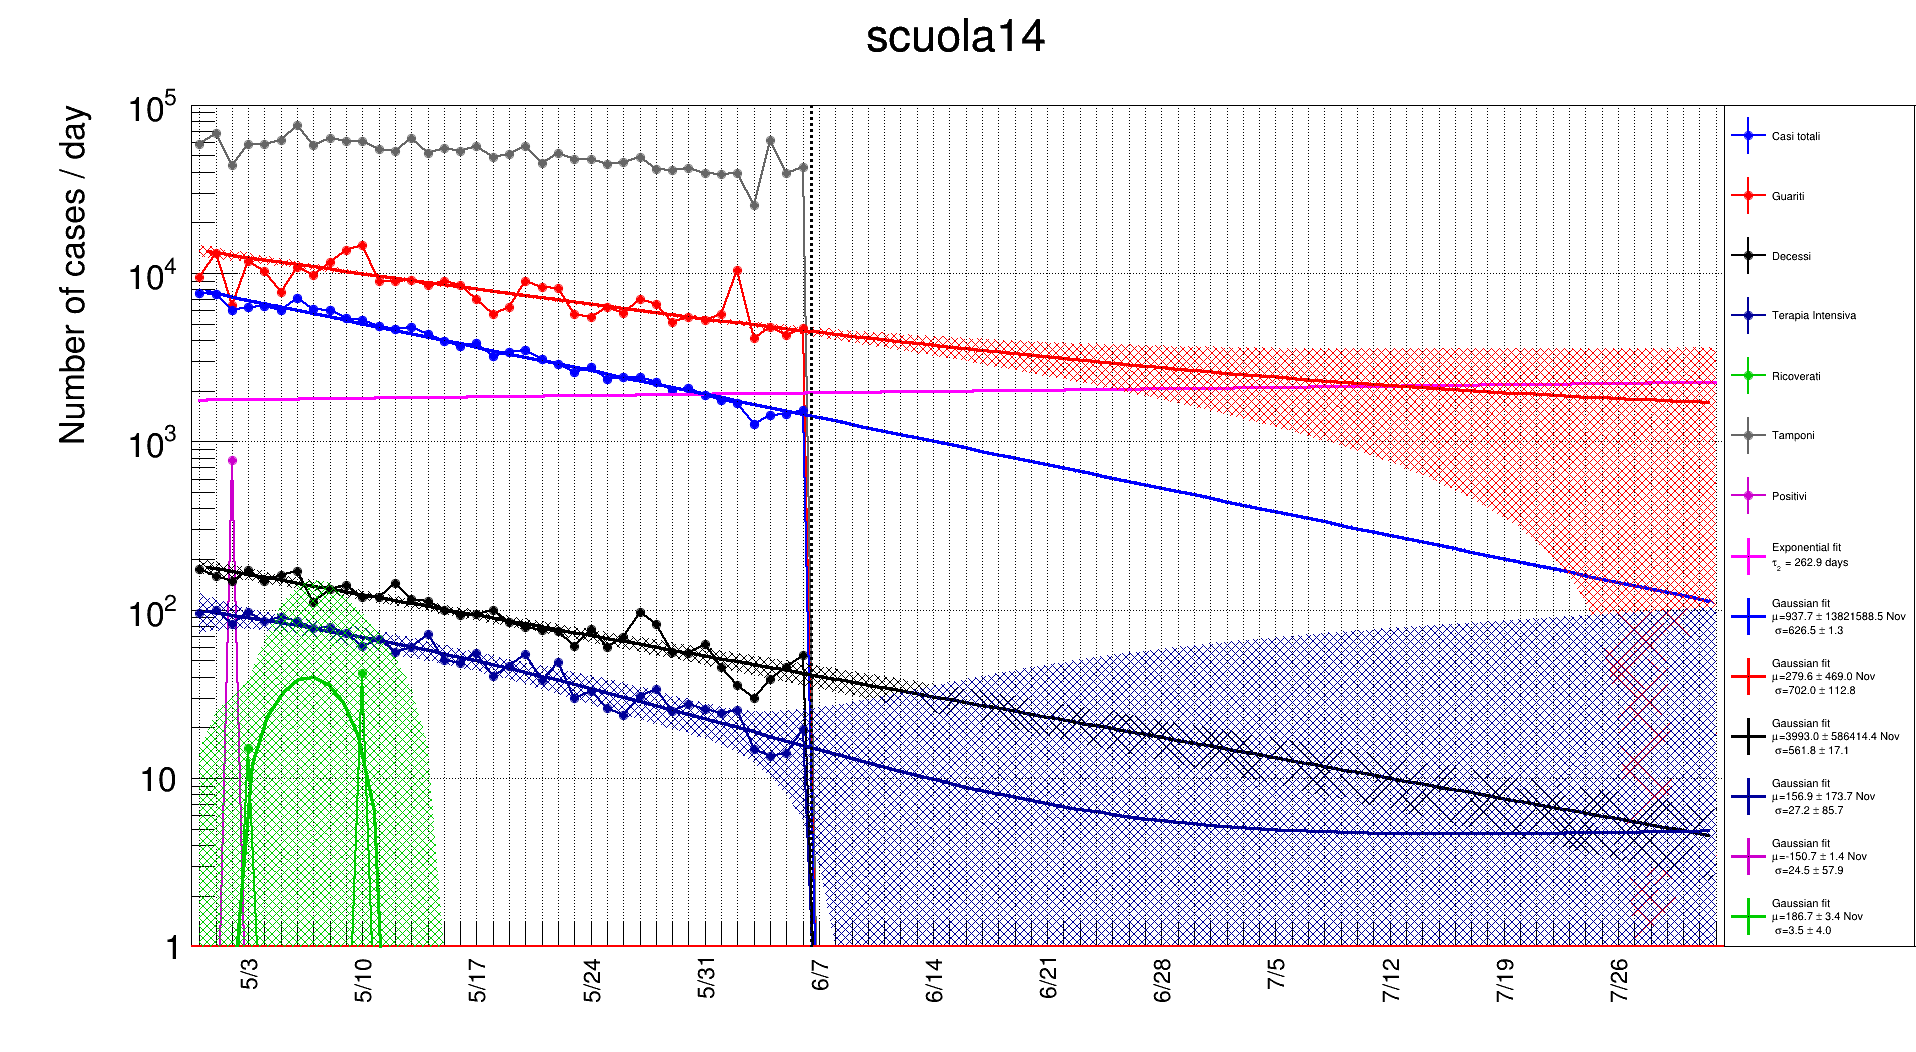 scuola14
Number of cases / day
10^5
10^4
10^3
10^2
10
1
5/3
5/10
5/17
5/24
5/31
6/7
6/14
6/21
6/28
7/5
7/12
7/19
7/26
Casi totali
Guariti
Decessi
Terapia Intensiva
Ricoverati
Tamponi
Positivi
Exponential fit
τ_2 = 262.9 days
Gaussian fit
μ=937.7 ± 13821588.5 Nov
σ=626.5 ± 1.3
Gaussian fit
μ=279.6 ± 469.0 Nov
σ=702.0 ± 112.8
Gaussian fit
μ=3993.0 ± 586414.4 Nov
σ=561.8 ± 17.1
Gaussian fit
μ=156.9 ± 173.7 Nov
σ=27.2 ± 85.7
Gaussian fit
μ=-150.7 ± 1.4 Nov
σ=24.5 ± 57.9
Gaussian fit
μ=186.7 ± 3.4 Nov
σ=3.5 ± 4.0